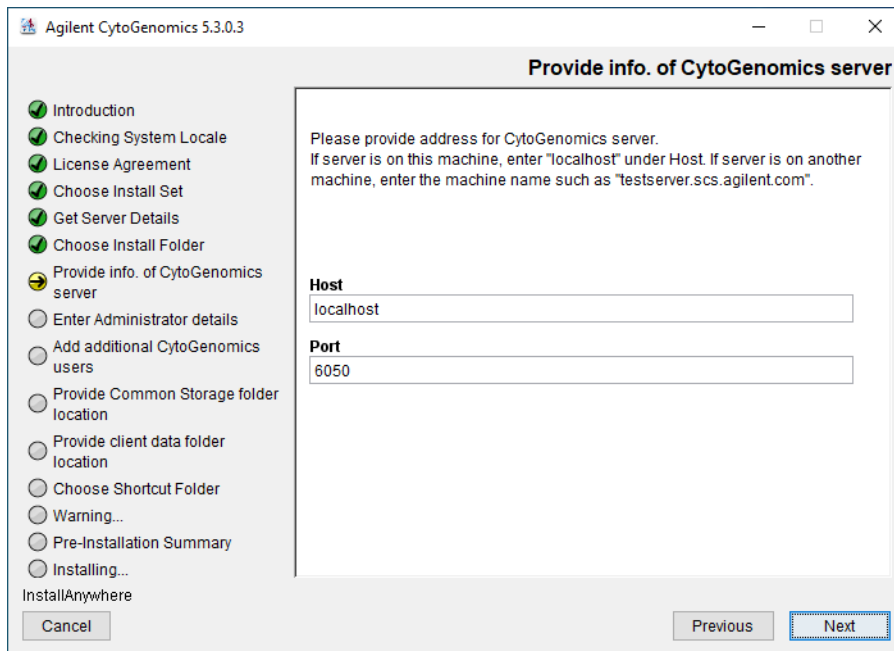 Agilent CytoGenomics 5.3.0.3
Provide info. of CytoGenomics server
Introduction
Checking System Locale
License Agreement
Choose Install Set
Get Server Details
Choose Install Folder
Provide info. of CytoGenomics
server
Enter Administrator details
Add additional CytoGenomics
users
Provide Common Storage folder
location
Provide client data folder
location
Choose Shortcut Folder
Warning...
Pre-Installation Summary
Installing...
Please provide address for CytoGenomics server.
If server is on this machine, enter "localhost" under Host. If server is on another
machine, enter the machine name such as "testserver.scs.agilent.com".
Host
localhost
Port
6050
InstallAnywhere
Cancel
Previous
Next